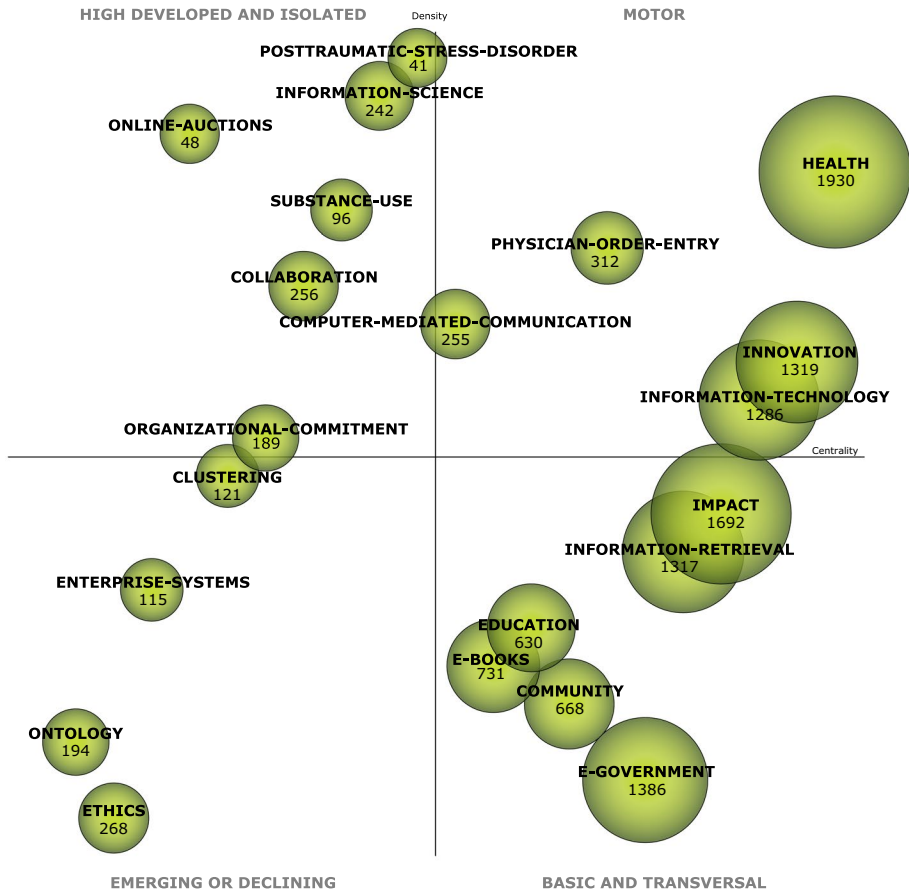 HIGH DEVELOPED AND ISOLATED
Density
MOTOR
POSTTRAUMATIC-STRESS-DISORDER
41
INFORMATION-SCIENCE
242
ONLINE-AUCTIONS
48
HEALTH
1930
SUBSTANCE-USE
96
PHYSICIAN-ORDER-ENTRY
312
COLLABORATION
256
COMPUTER-MEDIATED-COMMUNICATION
255
INNOVATION
1319
INFORMATION-TECHNOLOGY
1286
ORGANIZATIONAL-COMMITMENT
189
Centrality
CLUSTERING
121
IMPACT
1692
INFORMATION-RETRIEVAL
1317
ENTERPRISE-SYSTEMS
115
EDUCATION
630
E-BOOKS
731
COMMUNITY
668
ONTOLOGY
194
E-GOVERNMENT
1386
ETHICS
268
EMERGING OR DECLINING
BASIC AND TRANSVERSAL